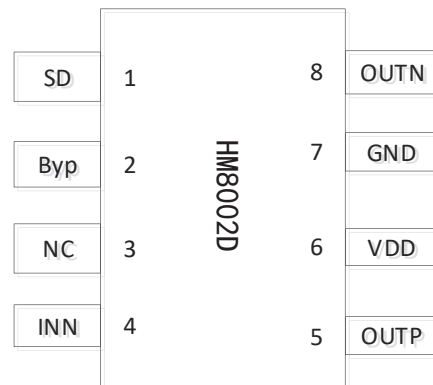 SD 1 8 OUTN
Byp 2 7 GND
HM8002D
NC 3 6 VDD
INN 4 5 OUTP